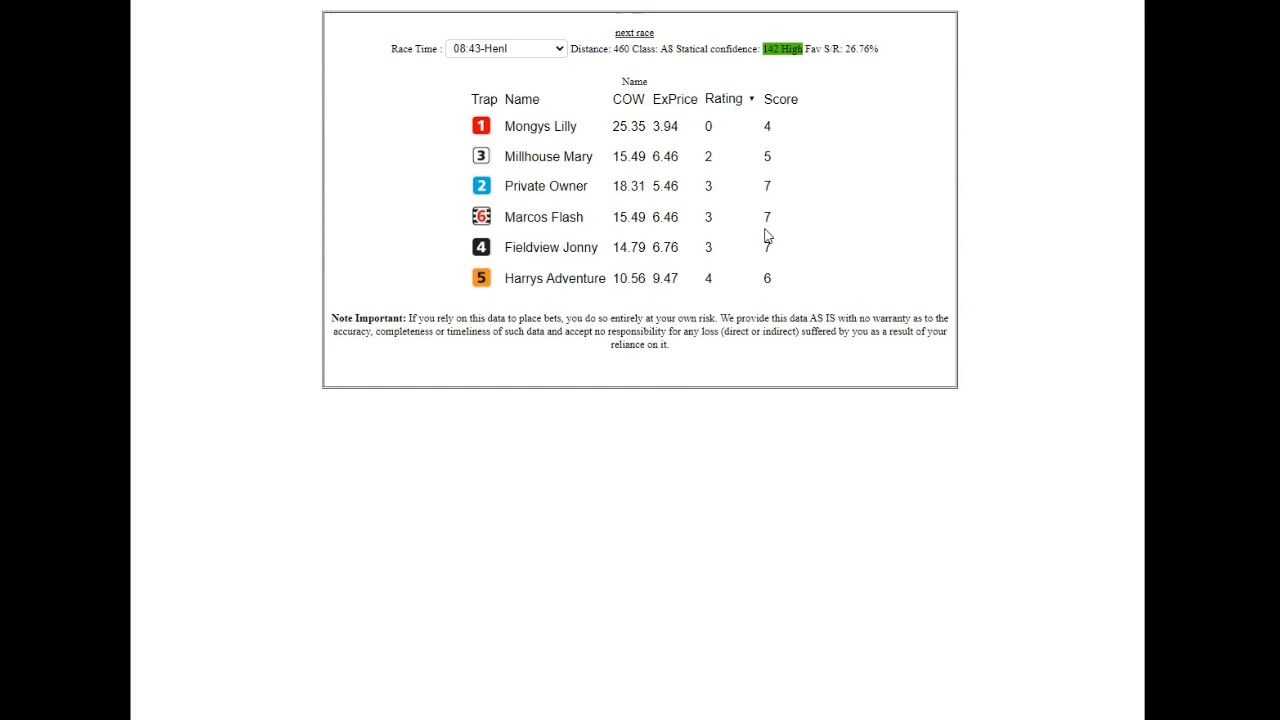 next race
Race Time : 08:43-Henl Distance: 460 Class: A8 Statical confidence: 142 High Fav S/R: 26.76%
Name
Trap Name COW ExPrice Rating ▼ Score
1 Mongys Lilly 25.35 3.94 0 4
3 Millhouse Mary 15.49 6.46 2 5
2 Private Owner 18.31 5.46 3 7
6 Marcos Flash 15.49 6.46 3 7
4 Fieldview Jonny 14.79 6.76 3 7
5 Harrys Adventure 10.56 9.47 4 6
Note Important: If you rely on this data to place bets, you do so entirely at your own risk. We provide this data AS IS with no warranty as to the
accuracy, completeness or timeliness of such data and accept no responsibility for any loss (direct or indirect) suffered by you as a result of your
reliance on it.